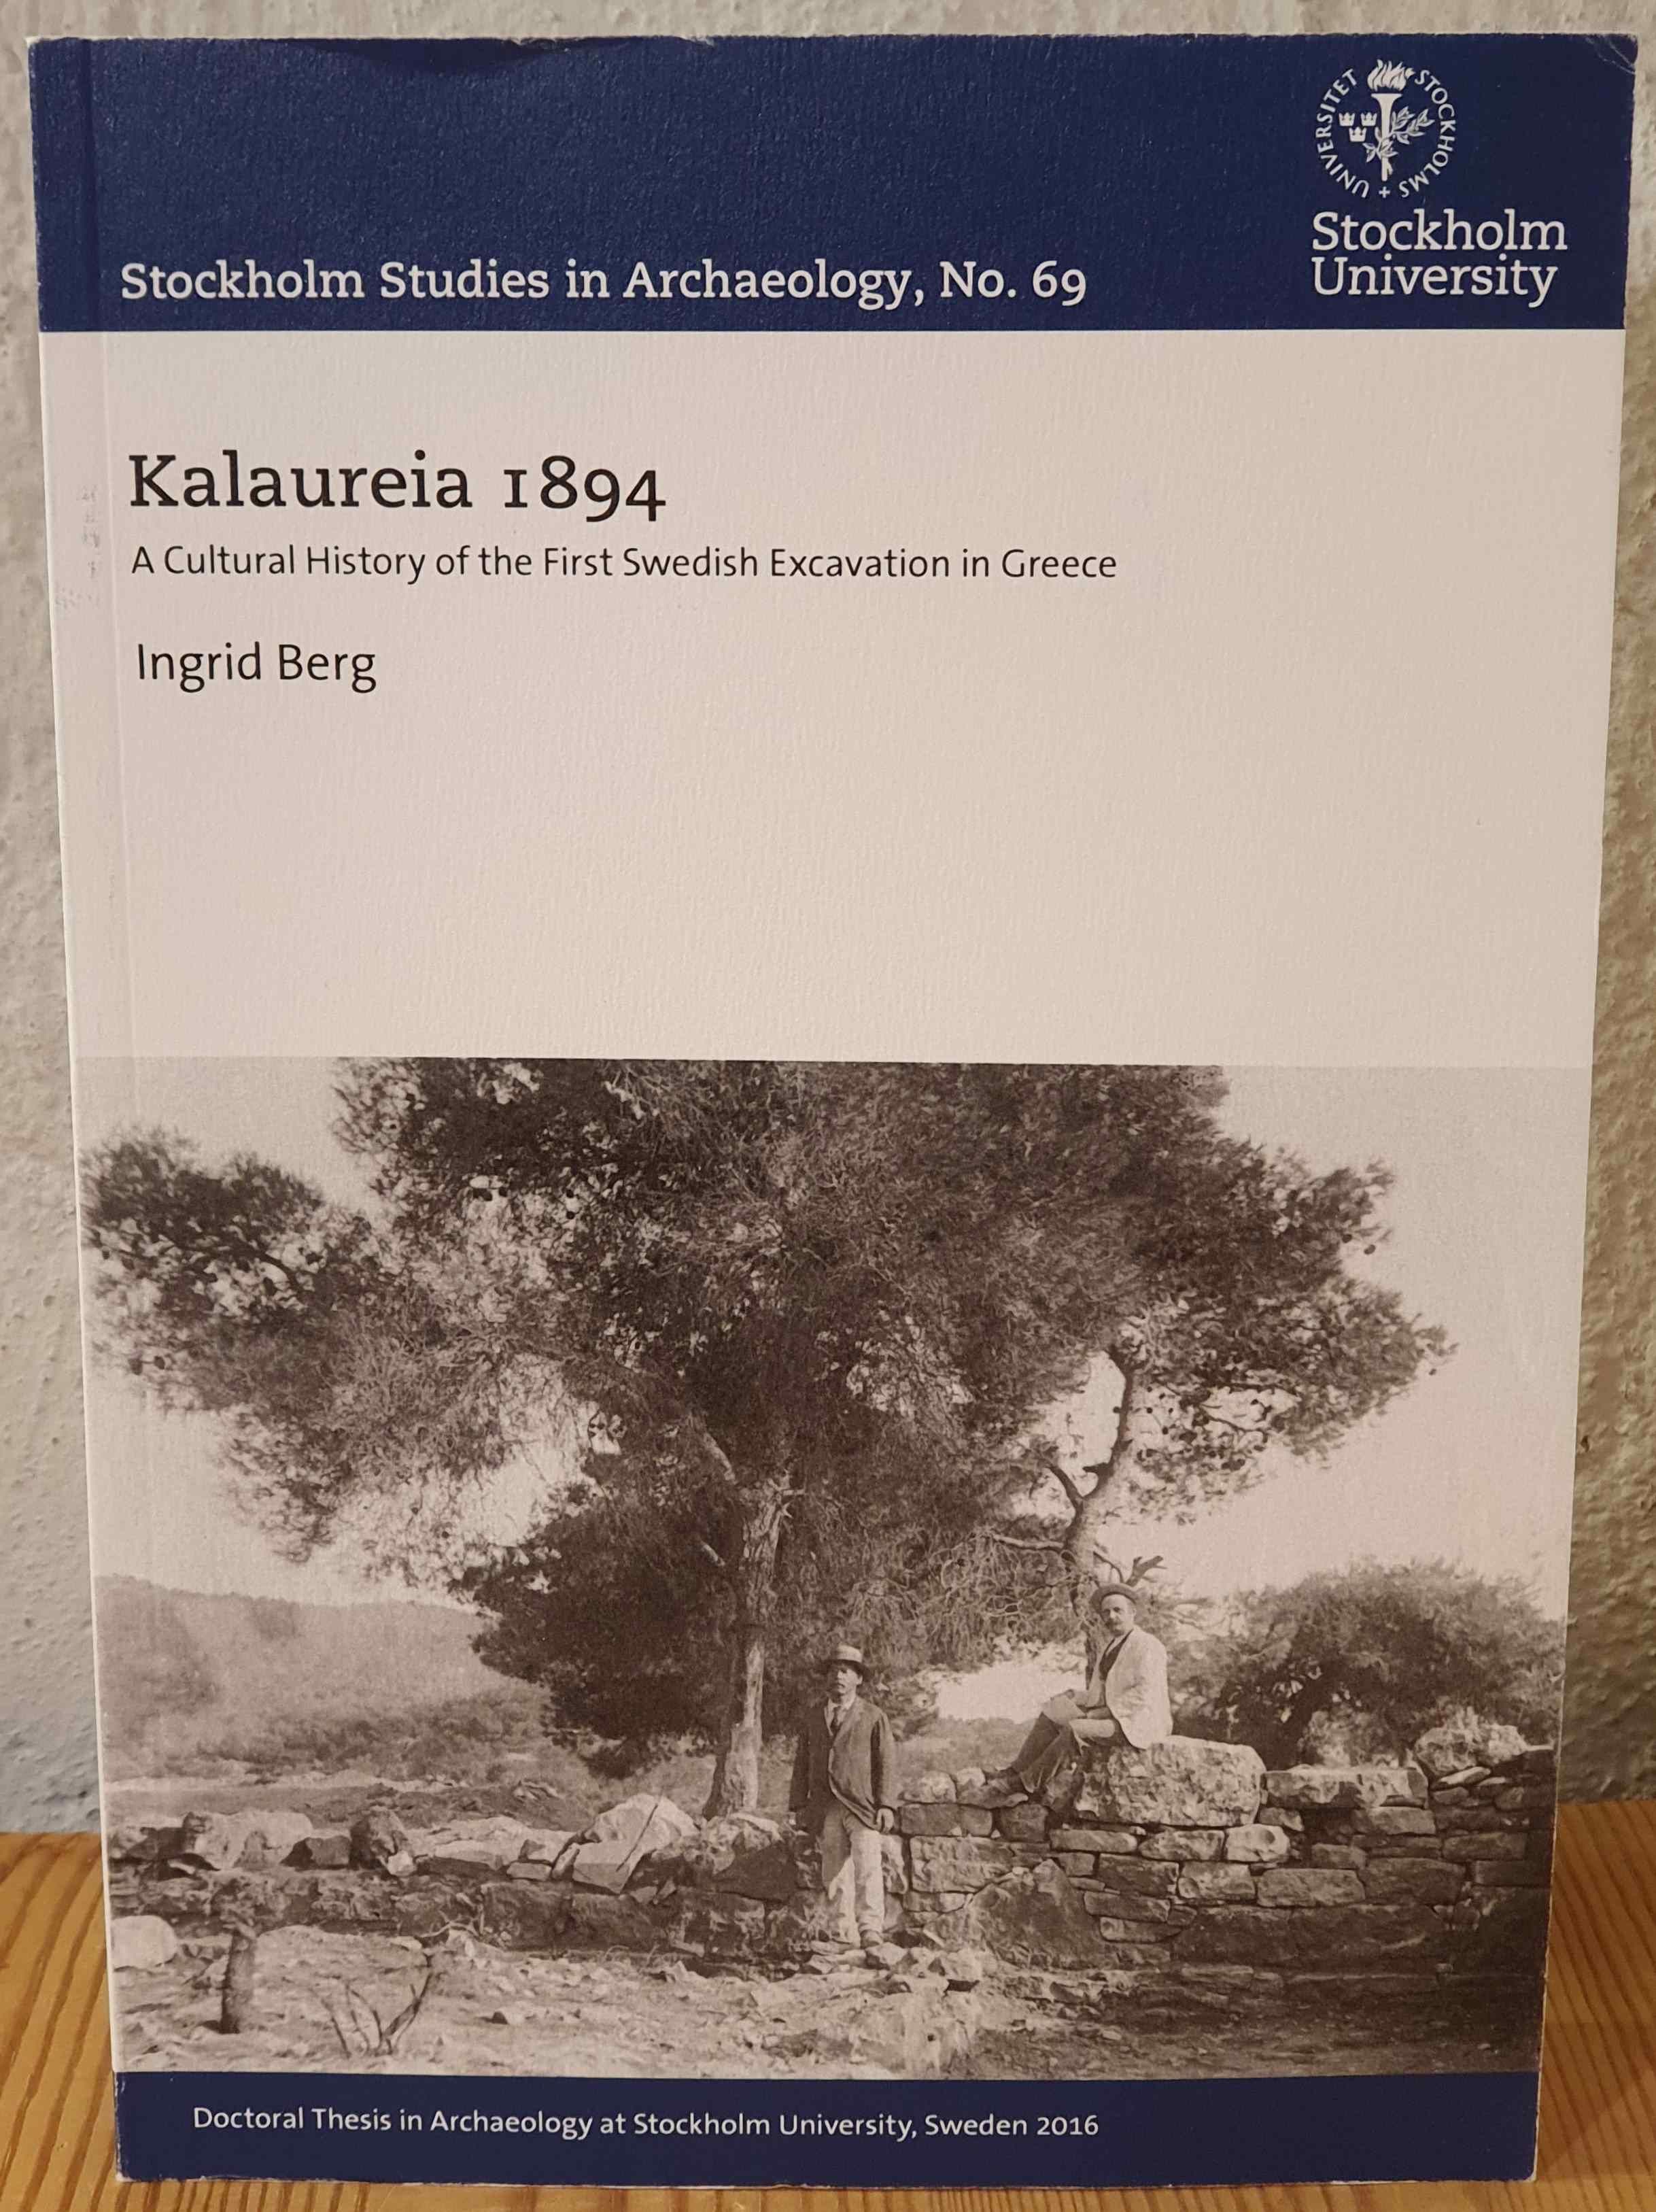 STOCKHOLMS + UNIVERSITET
Stockholm
University
Stockholm Studies in Archaeology, No. 69
Kalaureia 1894
A Cultural History of the First Swedish Excavation in Greece
Ingrid Berg
Doctoral Thesis in Archaeology at Stockholm University, Sweden 2016